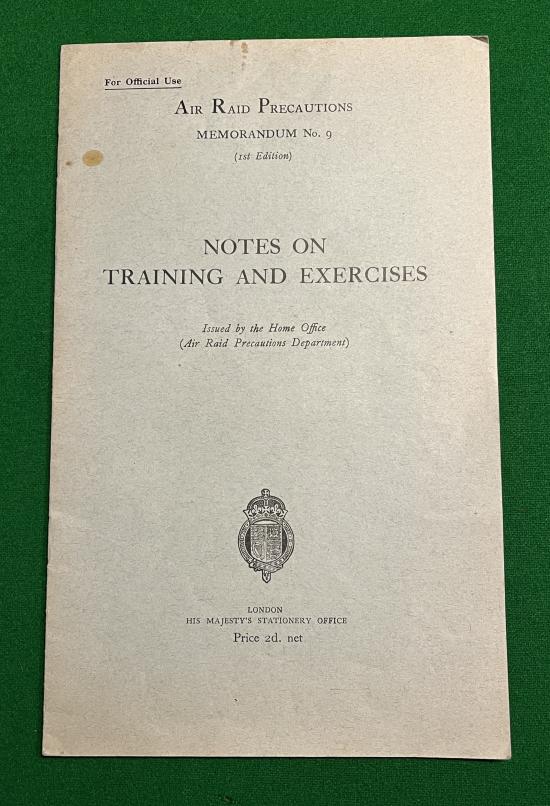 For Official Use
AIR RAID PRECAUTIONS
MEMORANDUM No. 9
(1st Edition)
NOTES ON
TRAINING AND EXERCISES
Issued by the Home Office
(Air Raid Precautions Department)
LONDON
HIS MAJESTY'S STATIONERY OFFICE
Price 2d. net